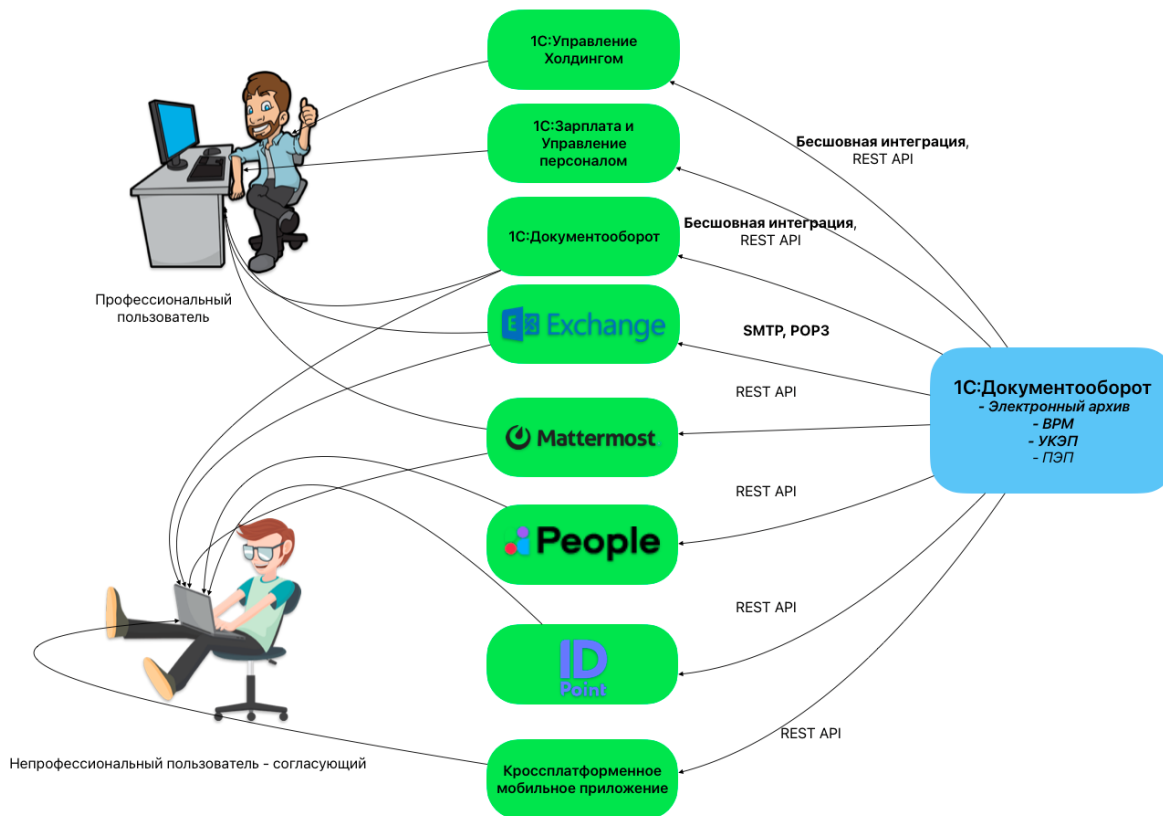 1С:Управление
Холдингом
1С:Зарплата и
Управление
персоналом
Бесшовная интеграция,
REST API
1С:Документооборот
Бесшовная интеграция,
REST API
Профессиональный
пользователь
E Exchange
SMTP, POP3
REST API
1С:Документооборот
- Электронный архив
- BPM
- УКЭП
- ПЭП
Mattermost
REST API
People
REST API
ID
Point
REST API
Непрофессиональный пользователь - согласующий
Кроссплатформенное
мобильное приложение